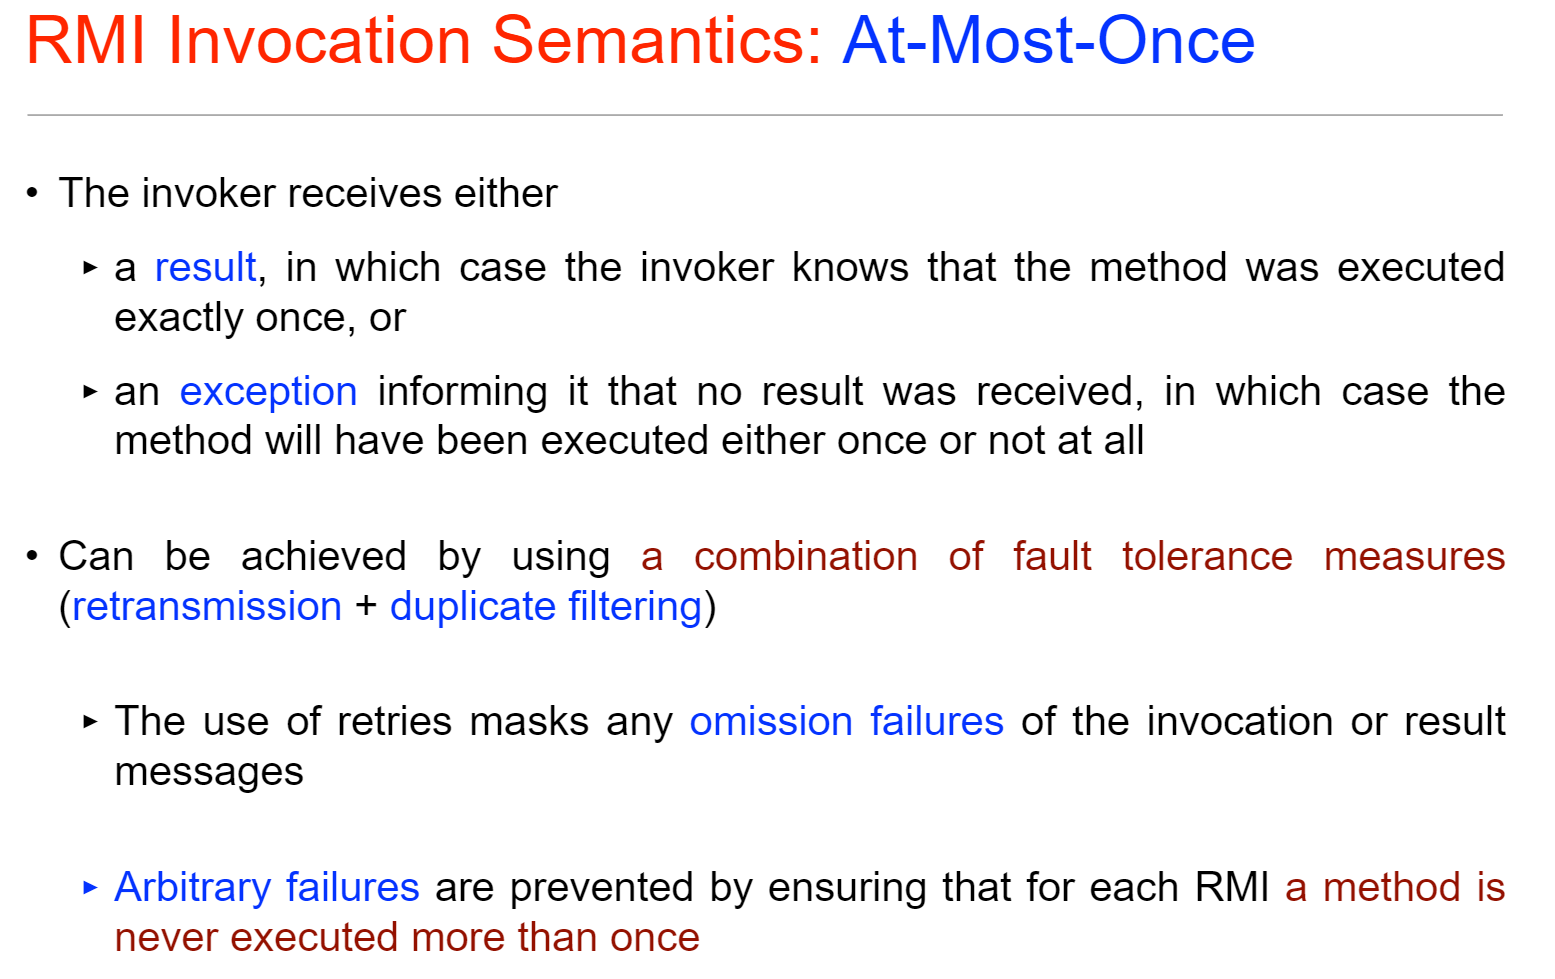 RMI Invocation Semantics: At-Most-Once
• The invoker receives either
▸ a result, in which case the invoker knows that the method was executed
exactly once, or
▸ an exception informing it that no result was received, in which case the
method will have been executed either once or not at all
• Can be achieved by using a combination of fault tolerance measures
(retransmission + duplicate filtering)
▸ The use of retries masks any omission failures of the invocation or result
messages
▸ Arbitrary failures are prevented by ensuring that for each RMI a method is
never executed more than once